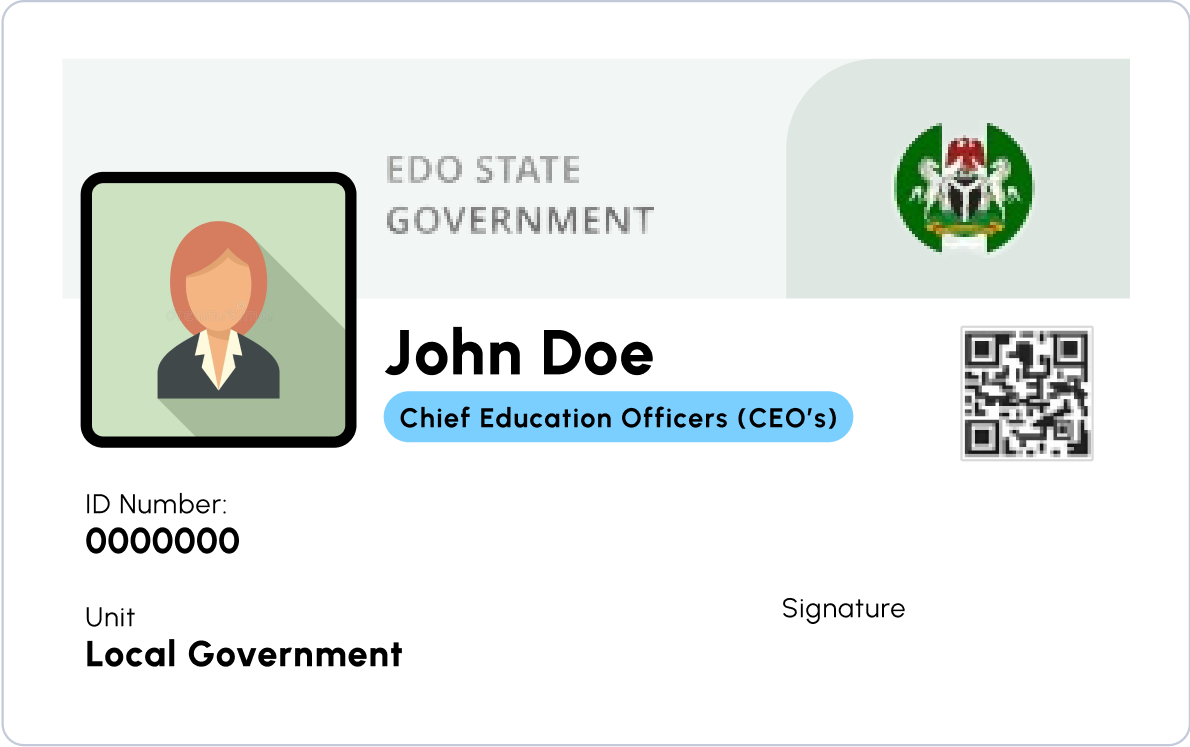 EDO STATE
GOVERNMENT
John Doe
Chief Education Officers (CEO's)
ID Number:
0000000
Unit
Local Government
Signature